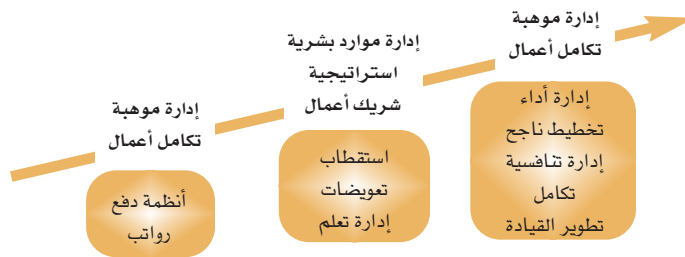 إدارة موهبة
تكامل أعمال
إدارة أداء
تخطيط ناجح
إدارة تنافسية
تكامل
تطوير القيادة
إدارة موارد بشرية
استراتيجية
شريك أعمال
استقطاب
تعويضات
إدارة تعلم
إدارة موهبة
تكامل أعمال
أنظمة دفع
رواتب